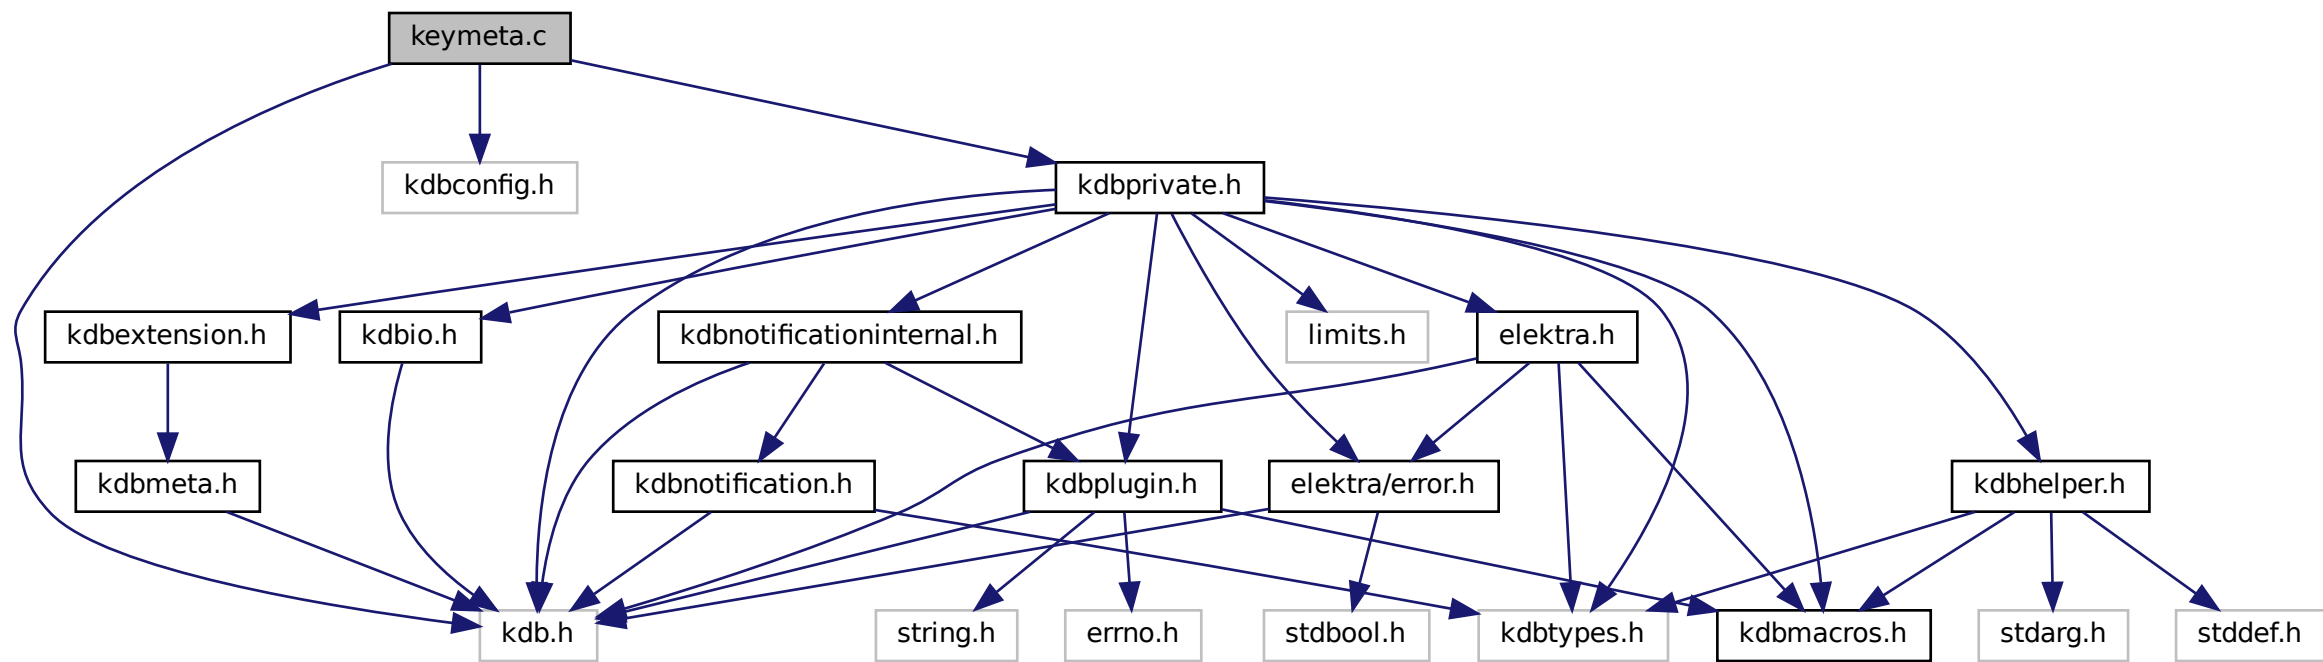 keymeta.c
kdbconfig.h
kdbprivate.h
kdbextension.h
kdbio.h
kdbnotificationinternal.h
limits.h
elektra.h
kdbmeta.h
kdbnotification.h
kdbplugin.h
elektra/error.h
kdbhelper.h
kdb.h
string.h
errno.h
stdbool.h
kdbtypes.h
kdbmacros.h
stdarg.h
stddef.h